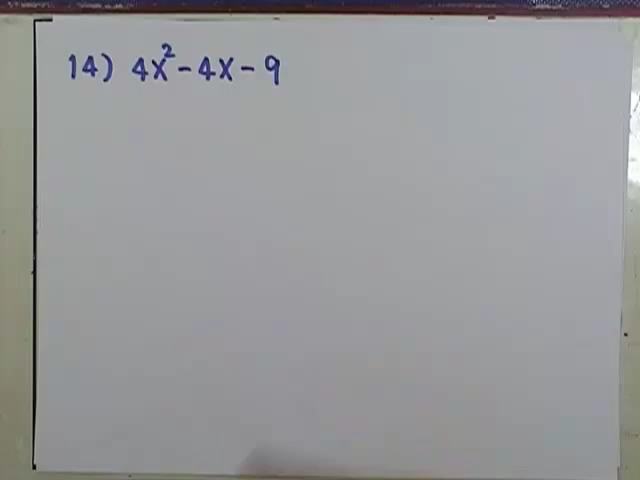 14) 4x² - 4x - 9